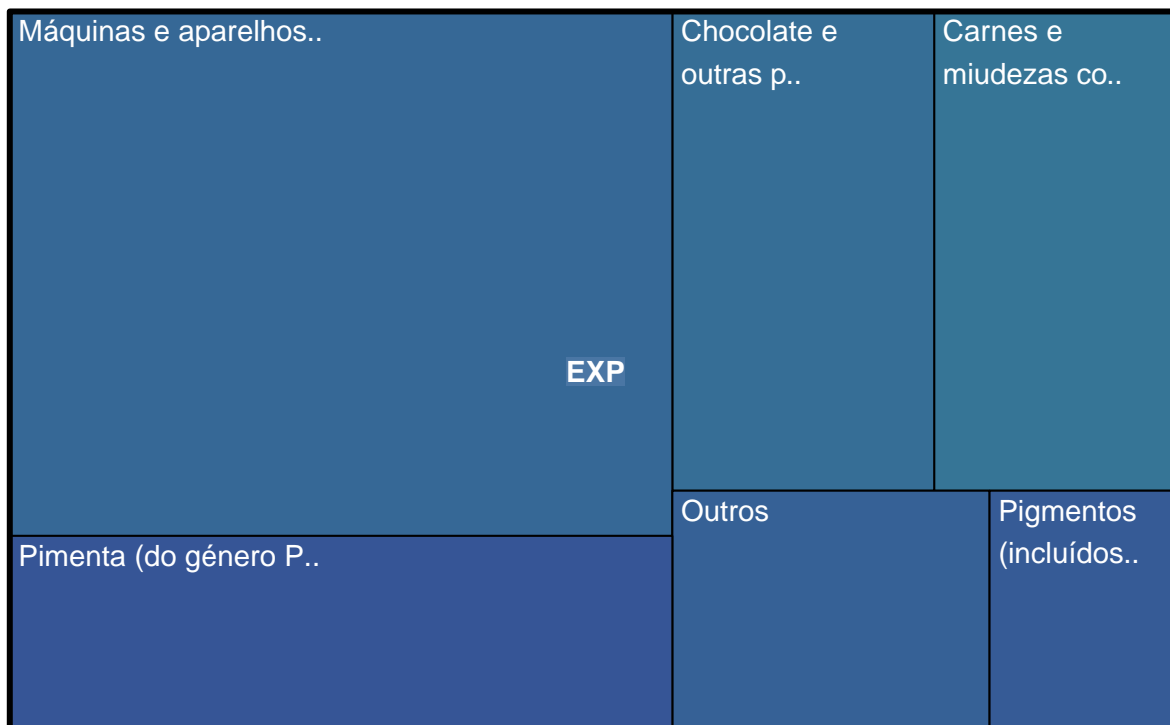 Máquinas e aparelhos..
Chocolate e
outras p..
Carnes e
miudezas co..
EXP
Outros
Pigmentos
(incluídos..
Pimenta (do género P..